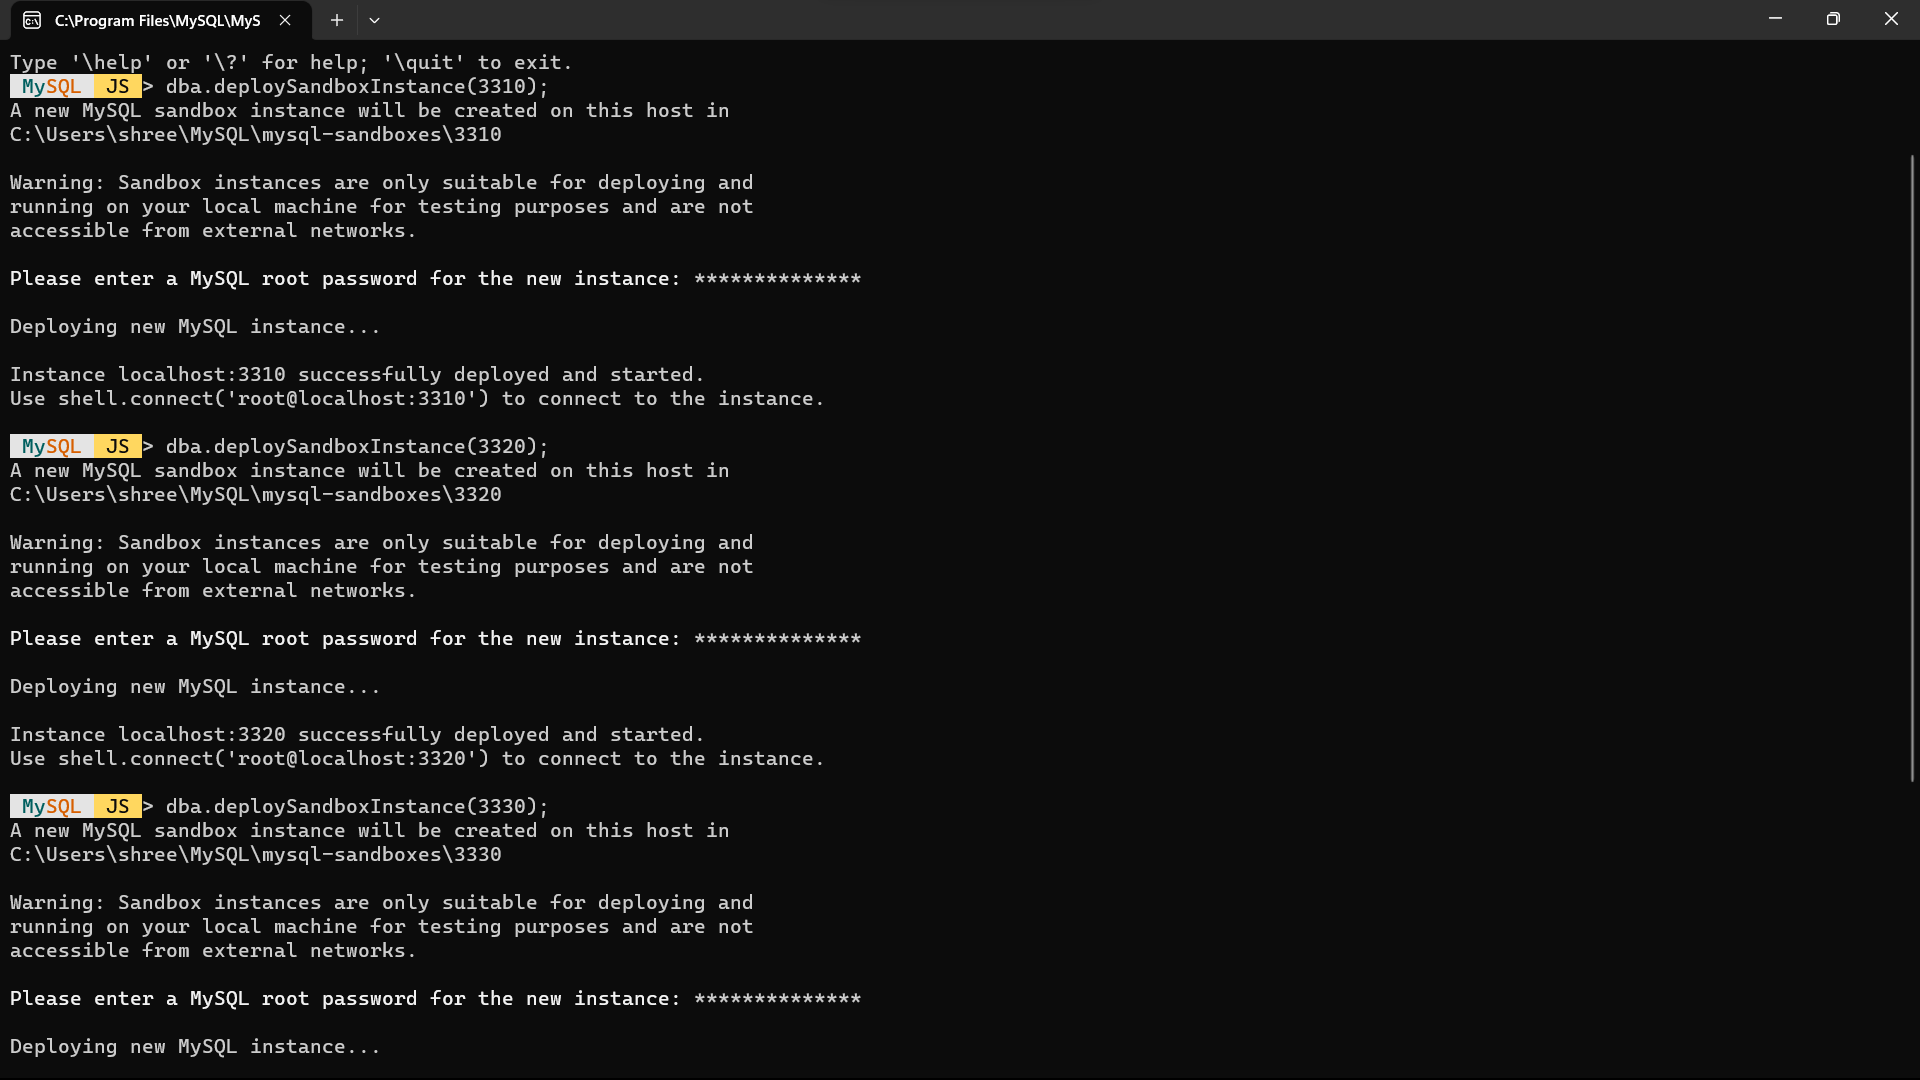 C:\Program Files\MySQL\MyS
Type '\help' or '\?' for help; '\quit' to exit.
MySQL JS > dba.deploySandboxInstance(3310);
A new MySQL sandbox instance will be created on this host in
C:\Users\shree\MySQL\mysql-sandboxes\3310
Warning: Sandbox instances are only suitable for deploying and
running on your local machine for testing purposes and are not
accessible from external networks.
Please enter a MySQL root password for the new instance: **************
Deploying new MySQL instance...
Instance localhost:3310 successfully deployed and started.
Use shell.connect('root@localhost:3310') to connect to the instance.
MySQL JS > dba.deploySandboxInstance(3320);
A new MySQL sandbox instance will be created on this host in
C:\Users\shree\MySQL\mysql-sandboxes\3320
Warning: Sandbox instances are only suitable for deploying and
running on your local machine for testing purposes and are not
accessible from external networks.
Please enter a MySQL root password for the new instance: **************
Deploying new MySQL instance...
Instance localhost:3320 successfully deployed and started.
Use shell.connect('root@localhost:3320') to connect to the instance.
MySQL JS > dba.deploySandboxInstance(3330);
A new MySQL sandbox instance will be created on this host in
C:\Users\shree\MySQL\mysql-sandboxes\3330
Warning: Sandbox instances are only suitable for deploying and
running on your local machine for testing purposes and are not
accessible from external networks.
Please enter a MySQL root password for the new instance: **************
Deploying new MySQL instance...